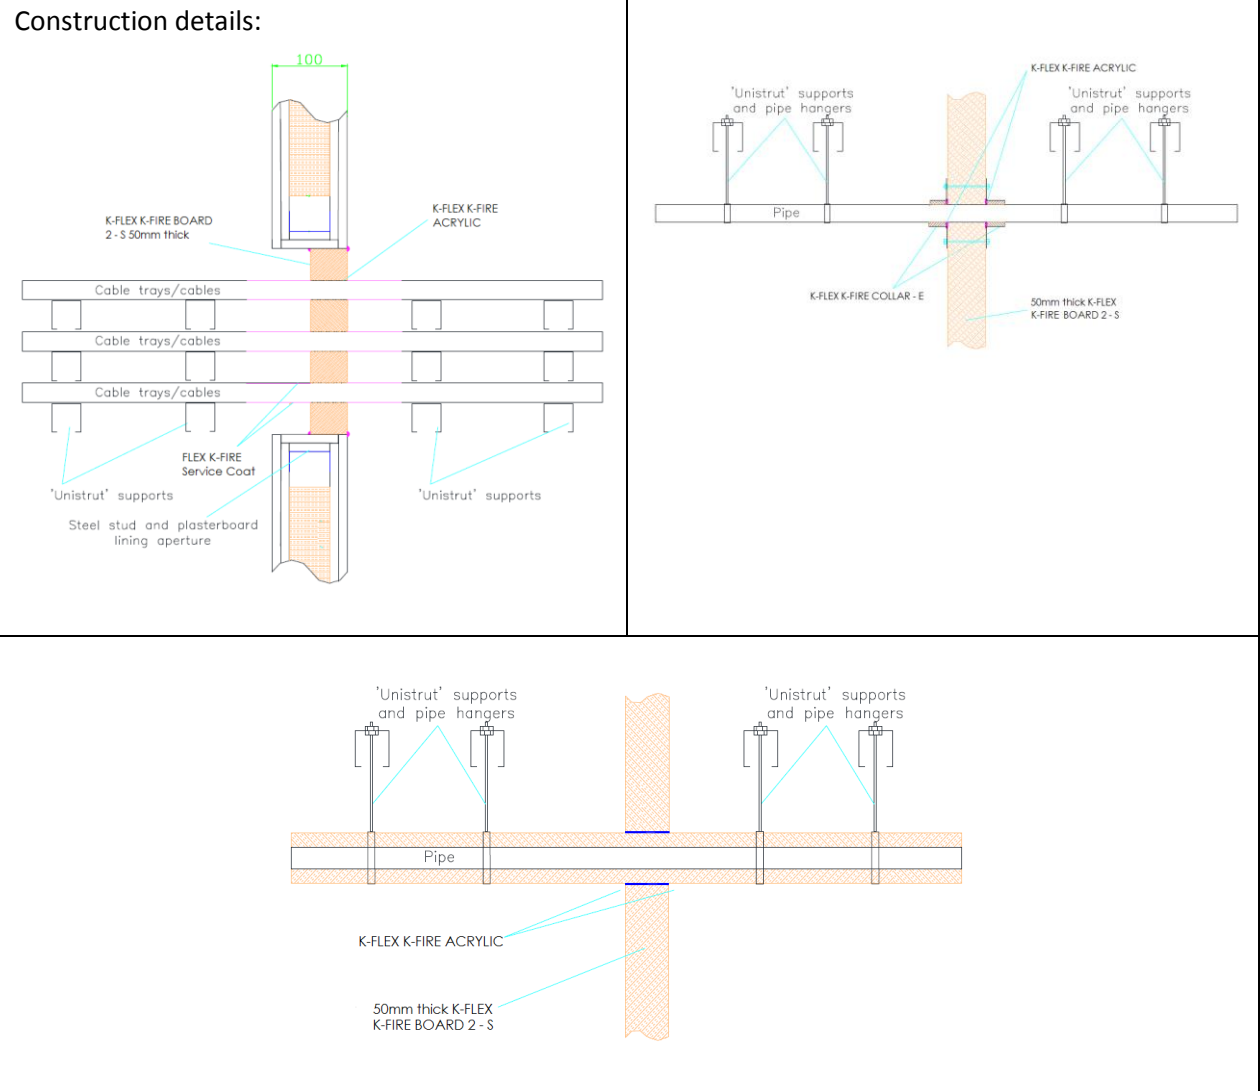 Construction details:
100
K-FLEX K-FIRE BOARD
2 - S 50mm thick
K-FLEX K-FIRE
ACRYLIC
Cable trays/cables
Cable trays/cables
Cable trays/cables
FLEX K-FIRE
Service Coat
'Unistrut' supports
'Unistrut' supports
Steel stud and plasterboard
lining aperture
K-FLEX K-FIRE ACRYLIC
'Unistrut' supports
and pipe hangers
'Unistrut' supports
and pipe hangers
Pipe
K-FLEX K-FIRE COLLAR - E
50mm thick K-FLEX
K-FIRE BOARD 2 - S
'Unistrut' supports
and pipe hangers
'Unistrut' supports
and pipe hangers
Pipe
K-FLEX K-FIRE ACRYLIC
50mm thick K-FLEX
K-FIRE BOARD 2 - S